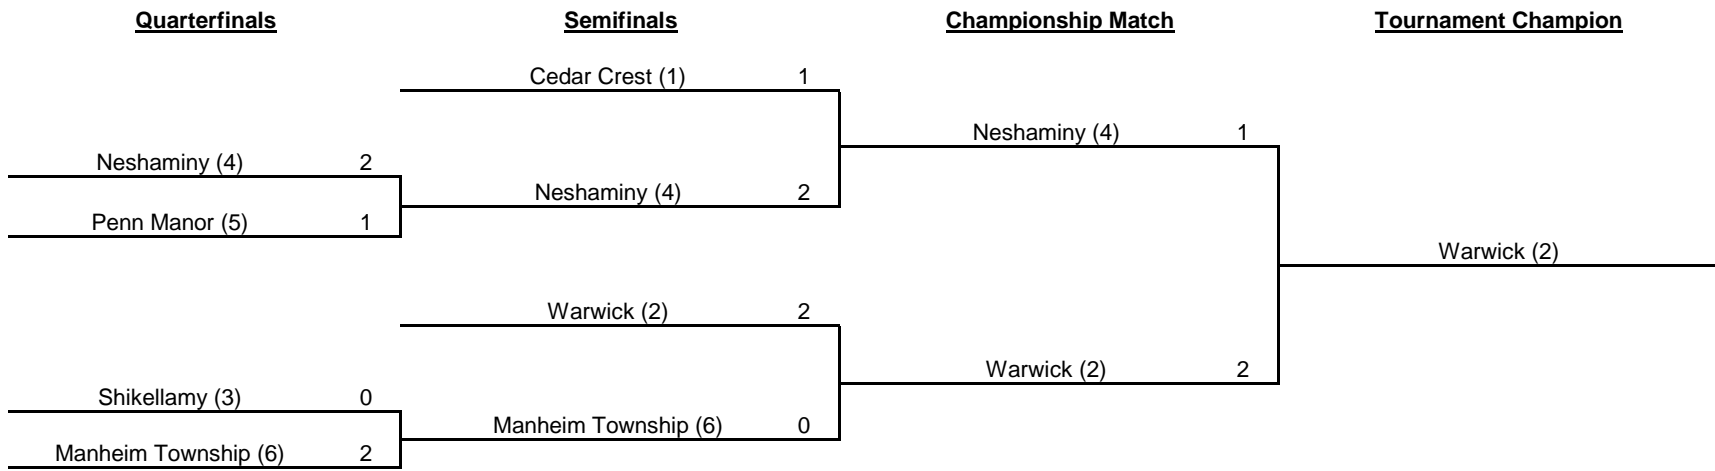 Quarterfinals Semifinals Championship Match Tournament Champion
Cedar Crest (1) 1
Neshaminy (4) 1
Neshaminy (4) 2
Neshaminy (4) 2
Penn Manor (5) 1
Warwick (2)
Warwick (2) 2
Warwick (2) 2
Shikellamy (3) 0
Manheim Township (6) 0
Manheim Township (6) 2